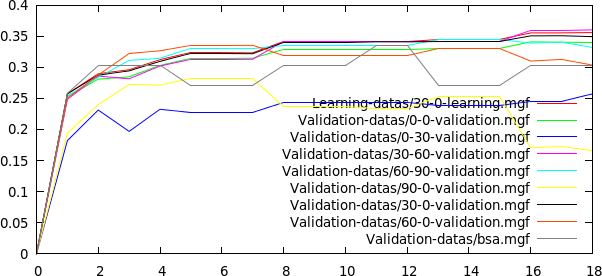 0.4
0.35
0.3
0.25
0.2
0.15
0.1
0.05
0
Learning-datas/30-0-learning.mgf
Validation-datas/0-0-validation.mgf
Validation-datas/0-30-validation.mgf
Validation-datas/30-60-validation.mgf
Validation-datas/60-90-validation.mgf
Validation-datas/90-0-validation.mgf
Validation-datas/30-0-validation.mgf
Validation-datas/60-0-validation.mgf
Validation-datas/bsa.mgf
0 2 4 6 8 10 12 14 16 18